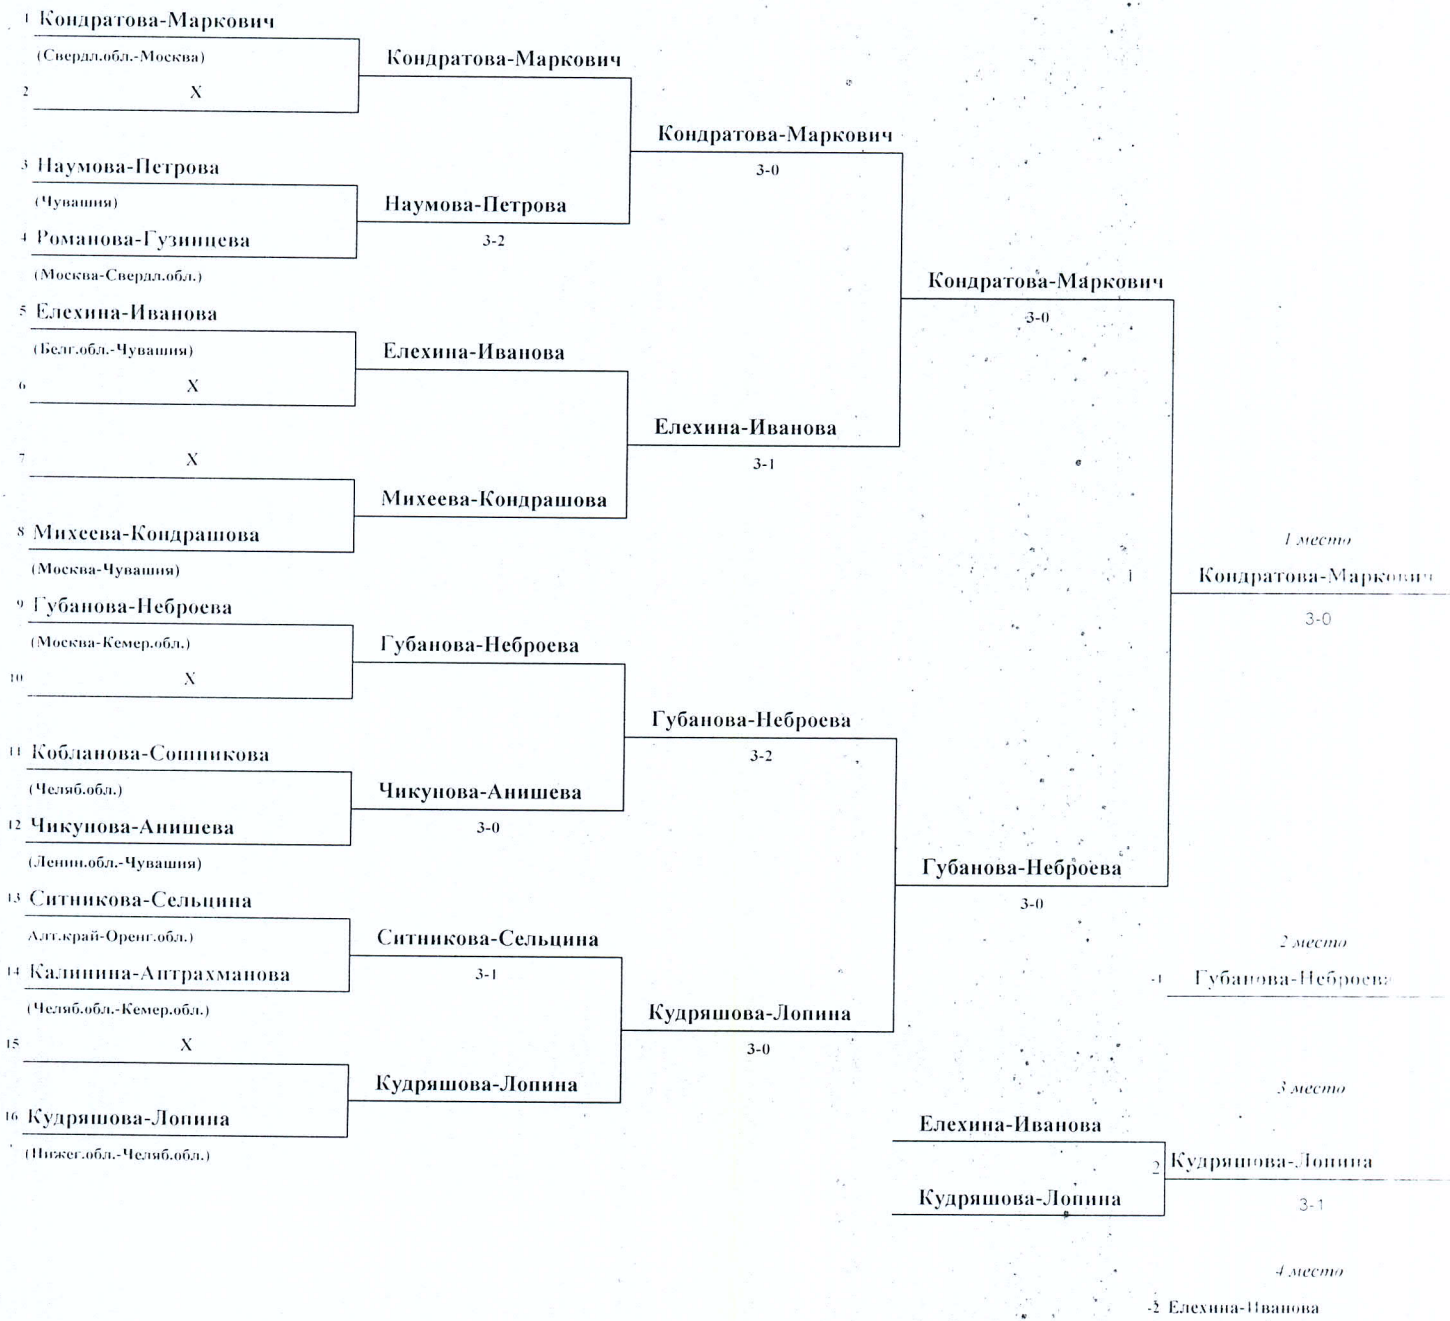 1 Кондратова-Маркович
(Свердл.обл.-Москва)
2 X
3 Наумова-Петрова
(Чувашия)
4 Романова-Гузинцева
(Москва-Свердл.обл.)
5 Елехина-Иванова
(Белг.обл.-Чувашия)
6 X
7 X
8 Михеева-Кондрашова
(Москва-Чувашия)
9 Губанова-Неброева
(Москва-Кемер.обл.)
10 X
11 Кобланова-Сошникова
(Челяб.обл.)
12 Чикунова-Анишева
(Ленин.обл.-Чувашия)
13 Ситникова-Сельцина
Алт.край-Оренг.обл.)
14 Калинина-Аптрахманова
(Челяб.обл.-Кемер.обл.)
15 X
16 Кудряшова-Лопина
(Нижег.обл.-Челяб.обл.)
Кондратова-Маркович
Наумова-Петрова
3-2
Елехина-Иванова
Михеева-Кондрашова
Губанова-Неброева
Чикунова-Анишева
3-0
Ситникова-Сельцина
3-1
Кудряшова-Лопина
Кондратова-Маркович
3-0
Елехина-Иванова
3-1
Губанова-Неброева
3-2
Кудряшова-Лопина
3-0
Кондратова-Маркович
3-0
Губанова-Неброева
3-0
1 место
1 Кондратова-Маркович
3-0
2 место
-1 Губанова-Неброева
3 место
Елехина-Иванова
Кудряшова-Лопина
2 Кудряшова-Лопина
3-1
4 место
-2 Елехина-Иванова